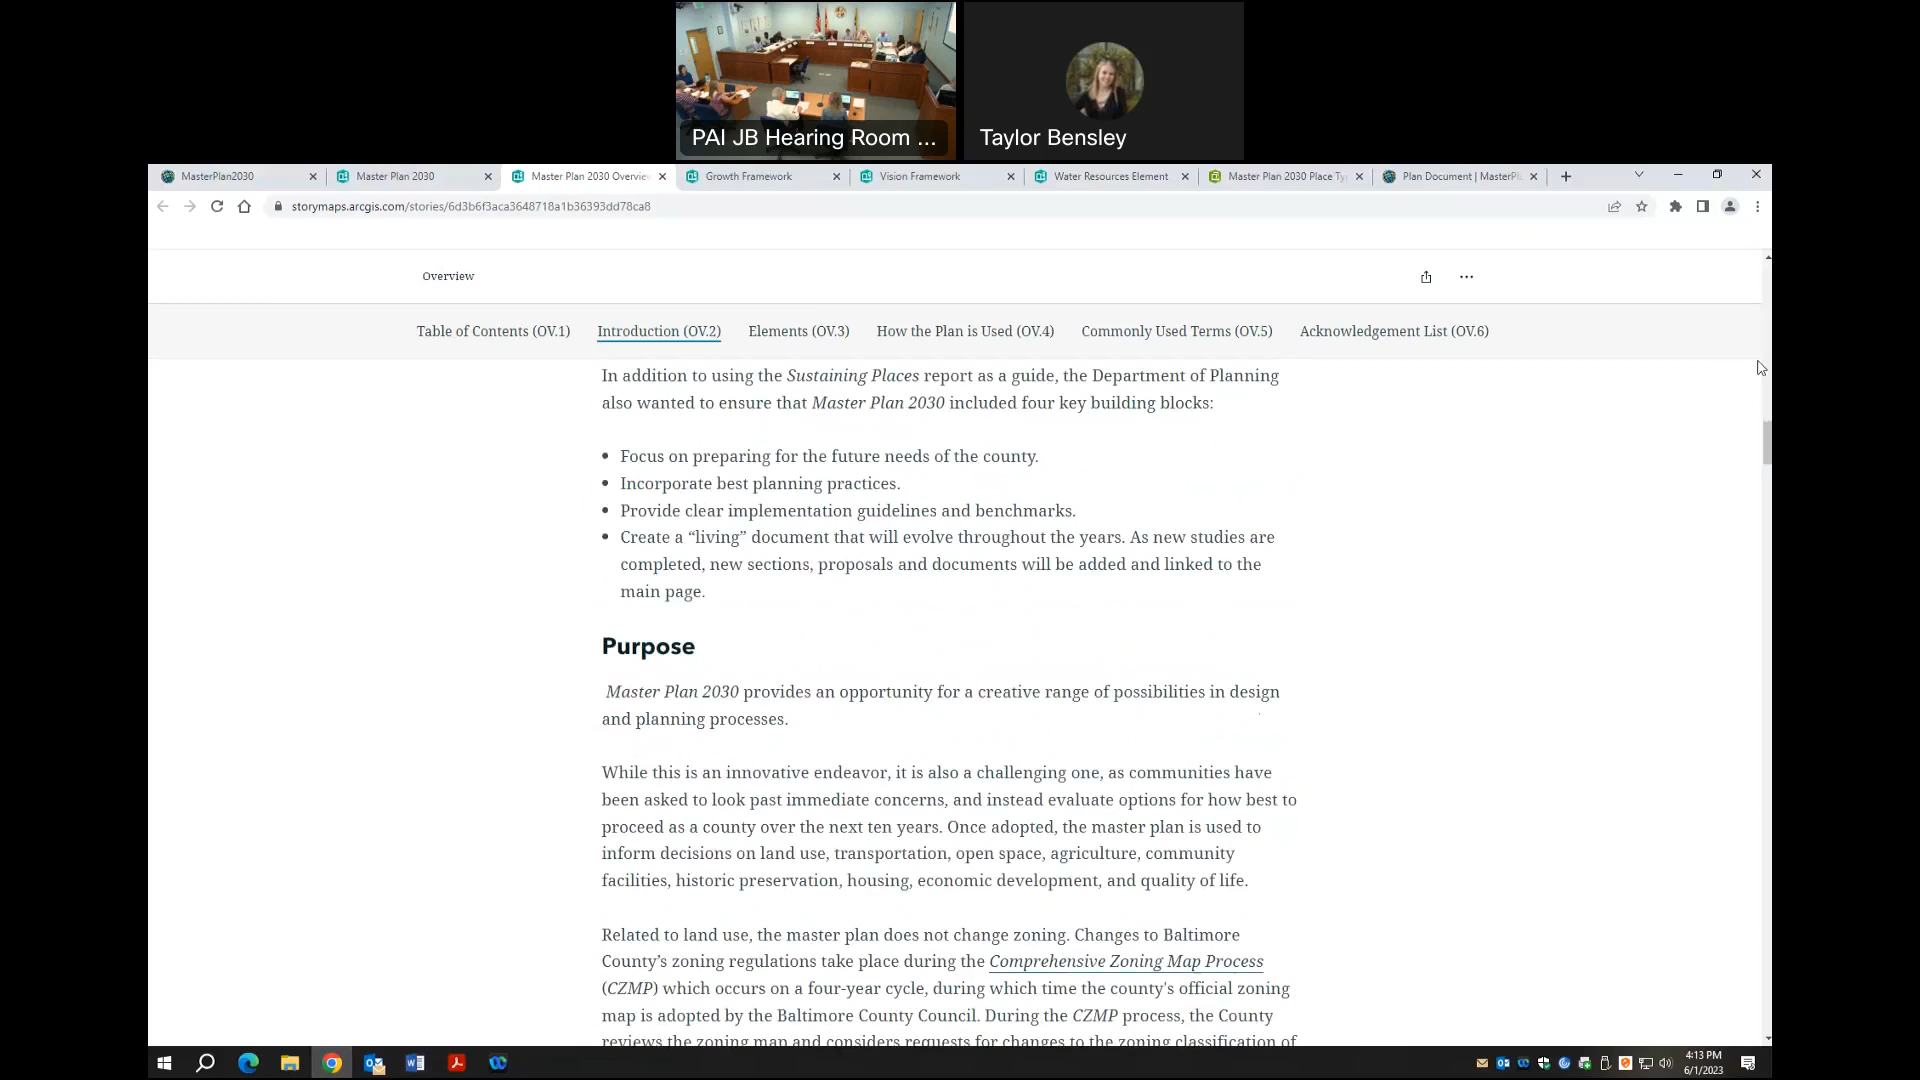 PAI JB Hearing Room ...
Taylor Bensley
MasterPlan2030
Master Plan 2030
Master Plan 2030 Overvie
Growth Framework
Vision Framework
Water Resources Element
Master Plan 2030 Place Ty
Plan Document | MasterPl
storymaps.arcgis.com/stories/6d3b6f3aca3648718a1b36393dd78ca8
Overview
Table of Contents (OV.1)
Introduction (OV.2)
Elements (OV.3)
How the Plan is Used (OV.4)
Commonly Used Terms (OV.5)
Acknowledgement List (OV.6)
In addition to using the Sustaining Places report as a guide, the Department of Planning
also wanted to ensure that Master Plan 2030 included four key building blocks:
Focus on preparing for the future needs of the county.
Incorporate best planning practices.
Provide clear implementation guidelines and benchmarks.
Create a “living” document that will evolve throughout the years. As new studies are
completed, new sections, proposals and documents will be added and linked to the
main page.
Purpose
Master Plan 2030 provides an opportunity for a creative range of possibilities in design
and planning processes.
While this is an innovative endeavor, it is also a challenging one, as communities have
been asked to look past immediate concerns, and instead evaluate options for how best to
proceed as a county over the next ten years. Once adopted, the master plan is used to
inform decisions on land use, transportation, open space, agriculture, community
facilities, historic preservation, housing, economic development, and quality of life.
Related to land use, the master plan does not change zoning. Changes to Baltimore
County’s zoning regulations take place during the Comprehensive Zoning Map Process
(CZMP) which occurs on a four-year cycle, during which time the county's official zoning
map is adopted by the Baltimore County Council. During the CZMP process, the County
reviews the zoning map and considers requests for changes to the zoning classification of
4:13 PM
6/1/2023